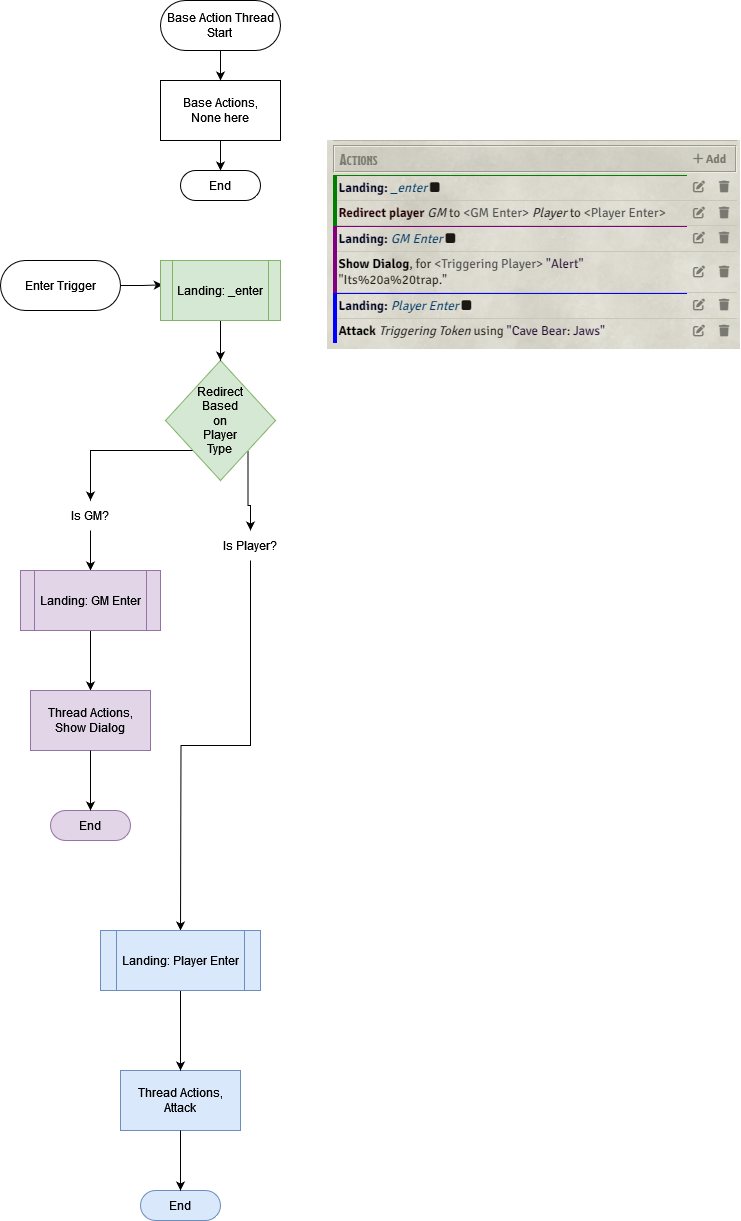 Base Action Thread
Start
Base Actions,
None here
End
Actions
+ Add
Landing: _enter
Redirect player GM to <GM Enter> Player to <Player Enter>
Landing: GM Enter
Show Dialog, for <Triggering Player> "Alert"
"Its%20a%20trap."
Landing: Player Enter
Attack Triggering Token using "Cave Bear: Jaws"
Enter Trigger
Landing: _enter
Redirect
Based
on
Player
Type
Is GM?
Is Player?
Landing: GM Enter
Thread Actions,
Show Dialog
End
Landing: Player Enter
Thread Actions,
Attack
End